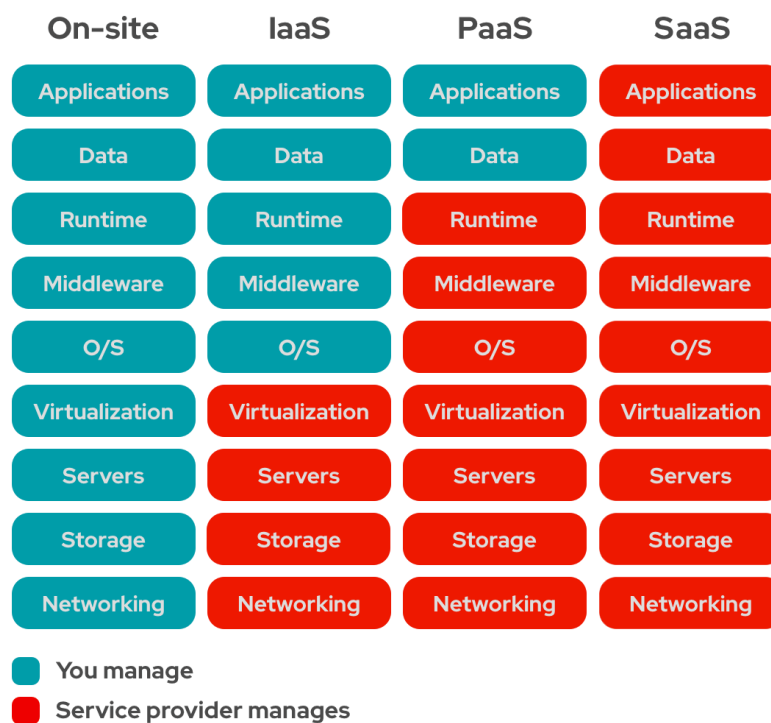 On-site IaaS PaaS SaaS
Applications Applications Applications Applications
Data Data Data Data
Runtime Runtime Runtime Runtime
Middleware Middleware Middleware Middleware
O/S O/S O/S O/S
Virtualization Virtualization Virtualization Virtualization
Servers Servers Servers Servers
Storage Storage Storage Storage
Networking Networking Networking Networking
You manage
Service provider manages